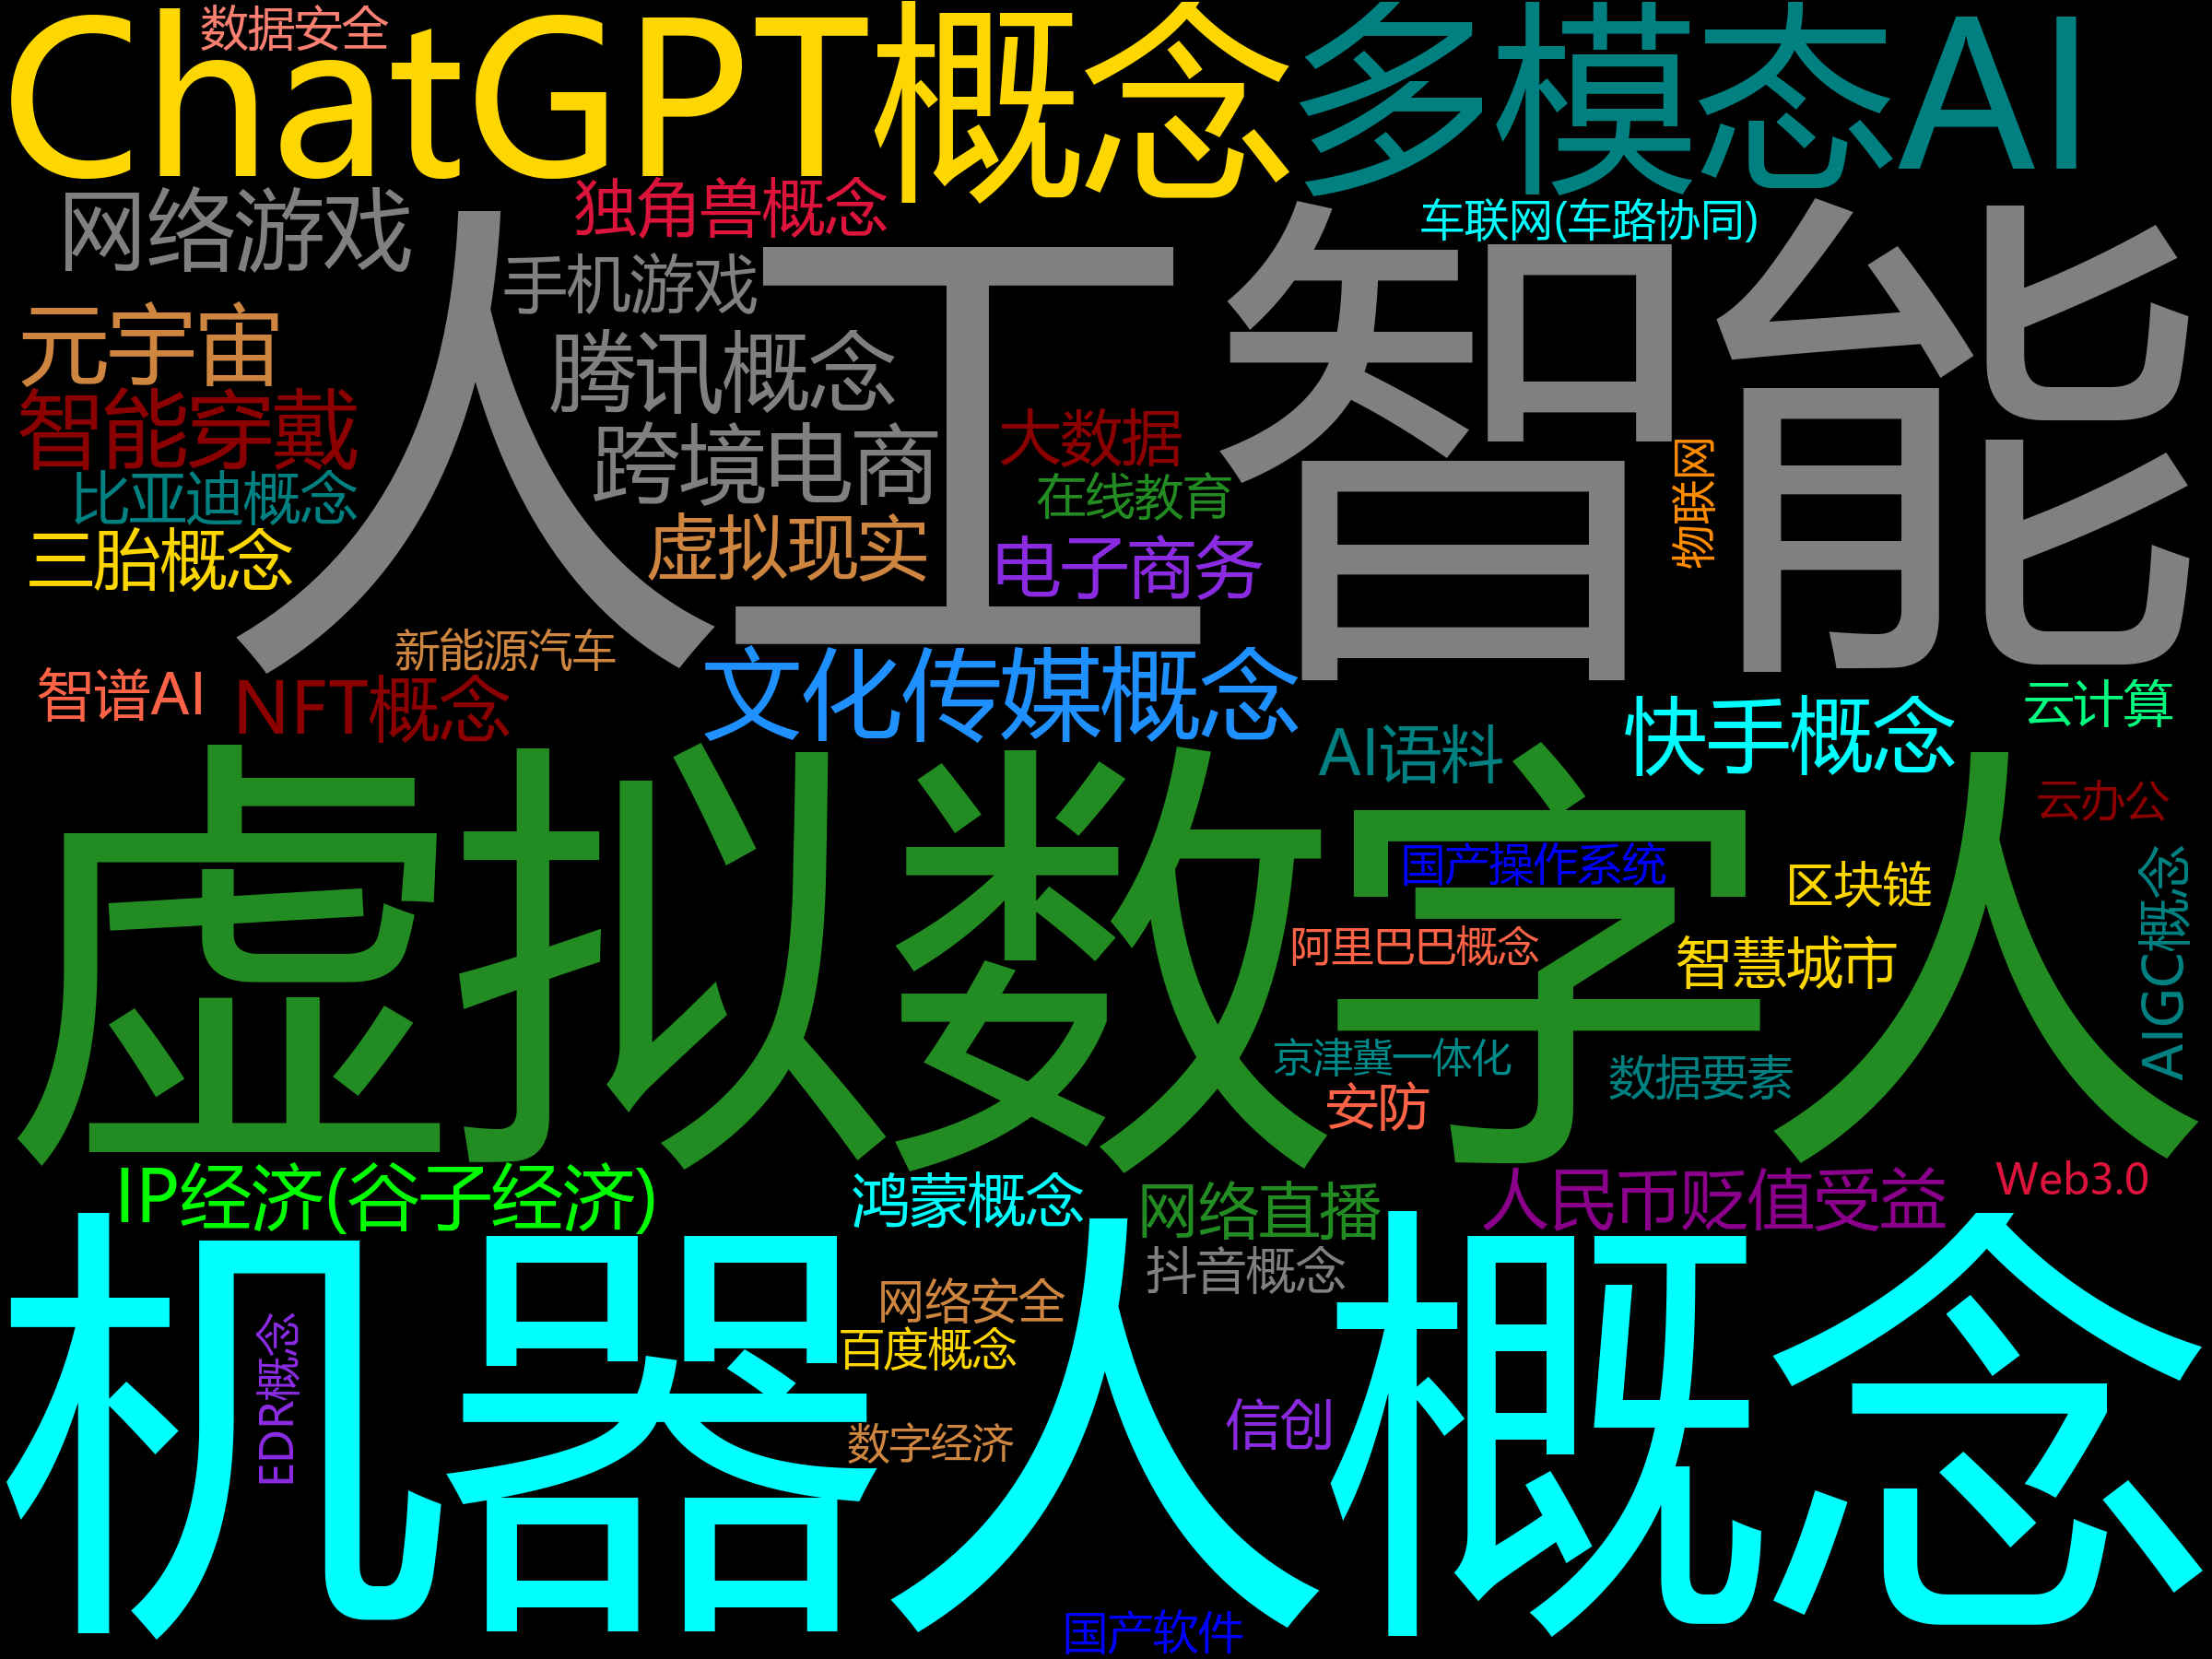 数据安全
ChatGPT概念
多模态AI
网络游戏
独角兽概念
车联网(车路协同)
人工智能
手机游戏
元宇宙
腾讯概念
智能穿戴
大数据
跨境电商
物联网
比亚迪概念
在线教育
三胎概念
虚拟现实
电子商务
新能源汽车
智谱AI
NFT概念
文化传媒概念
快手概念
云计算
AI语料
虚拟数字人
云办公
国产操作系统
区块链
阿里巴巴概念
智慧城市
AIGC概念
京津冀一体化
数据要素
安防
IP经济(谷子经济)
鸿蒙概念
网络直播
人民币贬值受益
Web3.0
机器人概念
抖音概念
网络安全
EDR概念
百度概念
数字经济
信创
国产软件